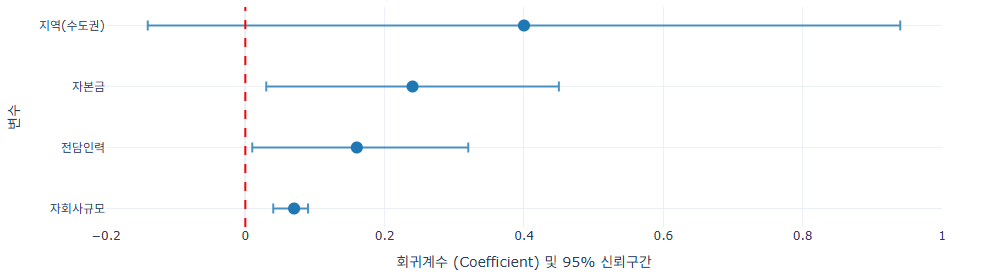 지역(수도권)
자본금
전담인력
자회사규모
변수
−0.2 0 0.2 0.4 0.6 0.8 1
회귀계수 (Coefficient) 및 95% 신뢰구간